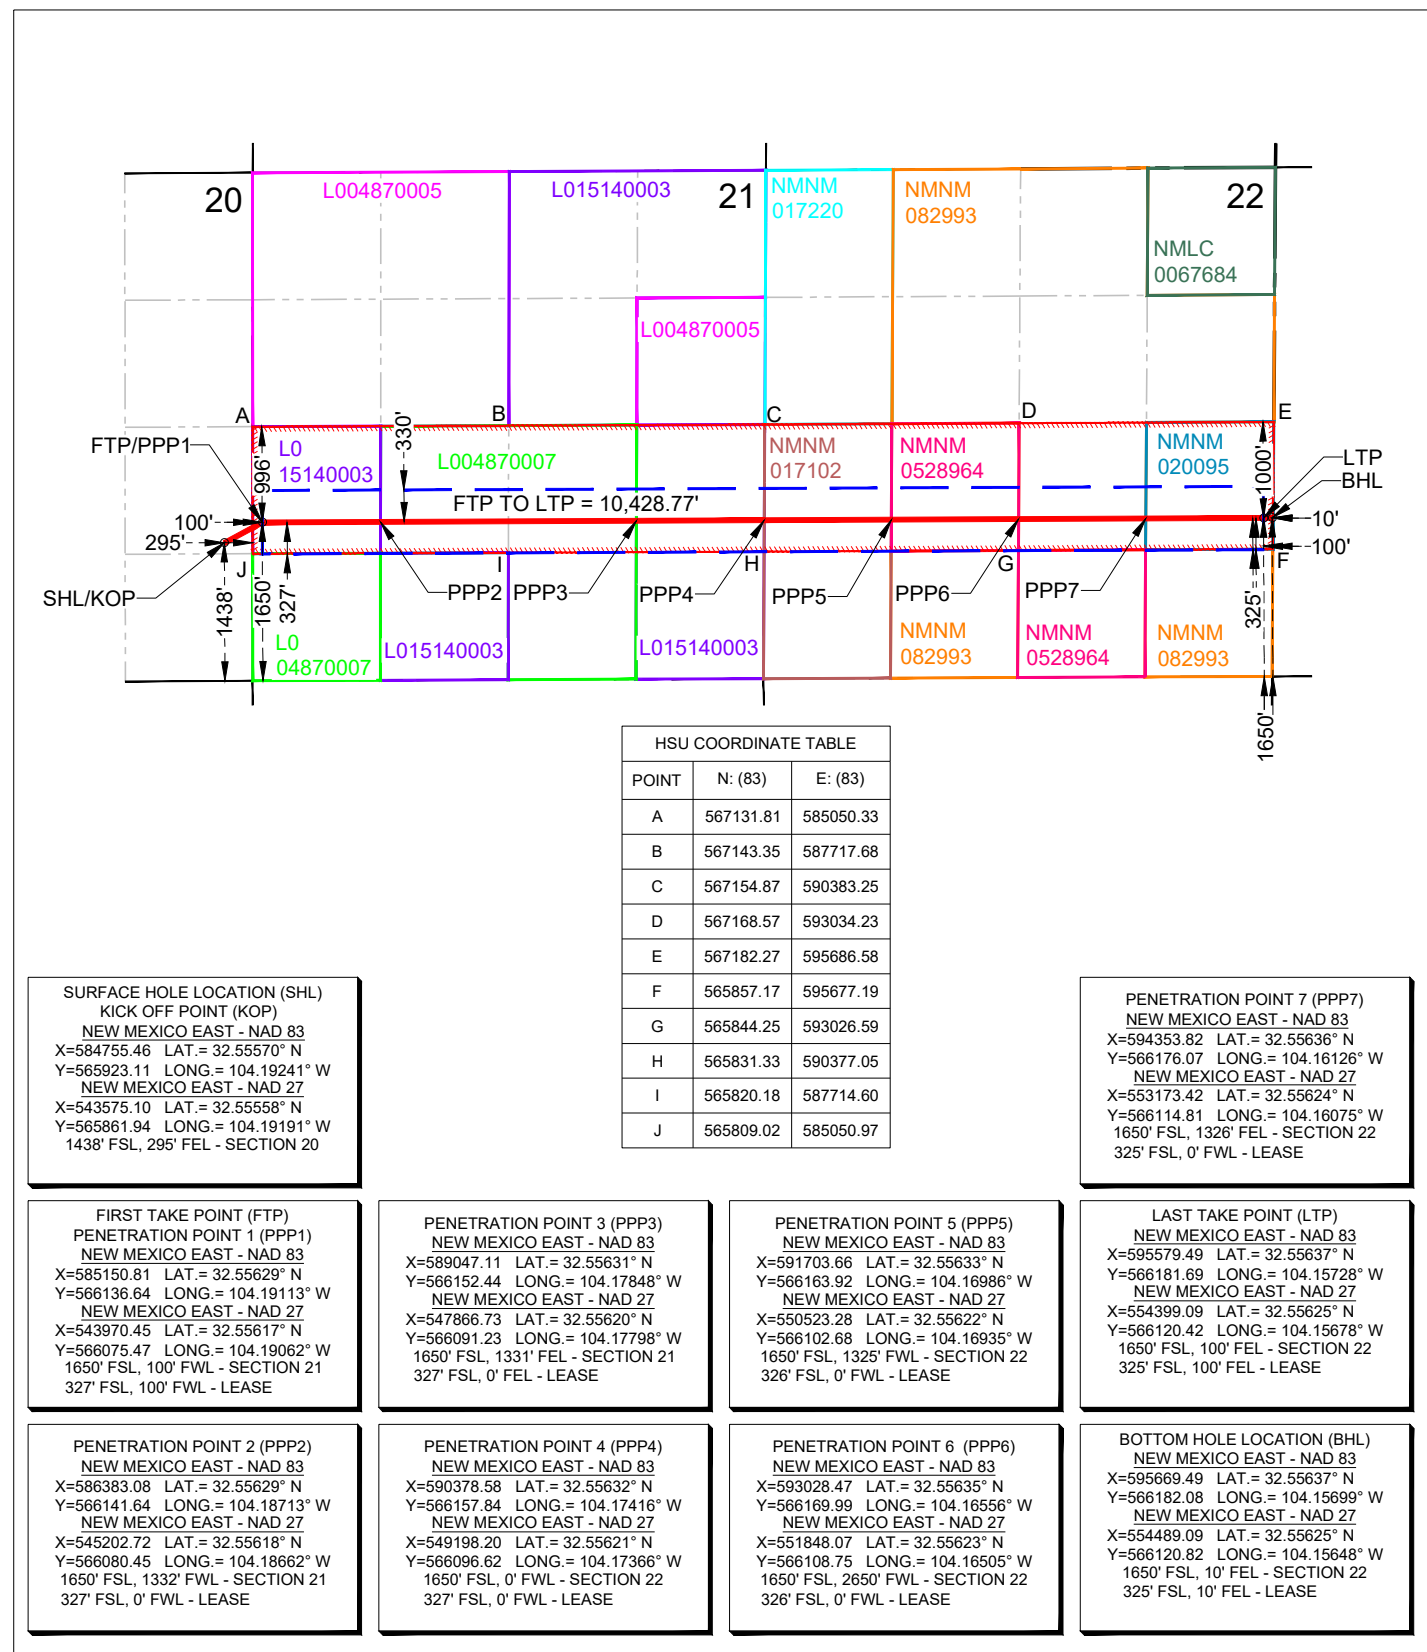 20
L004870005
L015140003
21
NMNM
017220
NMNM
082993
22
NMLC
0067684
L004870005
A
B
C
D
E
FTP/PPP1
996'
L0
15140003
330'
L004870007
NMNM
017102
NMNM
0528964
NMNM
020095
1000'
LTP
BHL
FTP TO LTP = 10,428.77'
100'
295'
10'
100'
J
I
H
G
F
SHL/KOP
1438'
1650'
327'
PPP2
PPP3
PPP4
PPP5
PPP6
PPP7
325'
1650'
L0
04870007
L015140003
L015140003
NMNM
082993
NMNM
0528964
NMNM
082993
HSU COORDINATE TABLE
POINT N: (83) E: (83)
A 567131.81 585050.33
B 567143.35 587717.68
C 567154.87 590383.25
D 567168.57 593034.23
E 567182.27 595686.58
F 565857.17 595677.19
G 565844.25 593026.59
H 565831.33 590377.05
I 565820.18 587714.60
J 565809.02 585050.97
SURFACE HOLE LOCATION (SHL)
KICK OFF POINT (KOP)
NEW MEXICO EAST - NAD 83
X=584755.46 LAT.= 32.55570° N
Y=565923.11 LONG.= 104.19241° W
NEW MEXICO EAST - NAD 27
X=543575.10 LAT.= 32.55558° N
Y=565861.94 LONG.= 104.19191° W
1438' FSL, 295' FEL - SECTION 20
PENETRATION POINT 7 (PPP7)
NEW MEXICO EAST - NAD 83
X=594353.82 LAT.= 32.55636° N
Y=566176.07 LONG.= 104.16126° W
NEW MEXICO EAST - NAD 27
X=553173.42 LAT.= 32.55624° N
Y=566114.81 LONG.= 104.16075° W
1650' FSL, 1326' FEL - SECTION 22
325' FSL, 0' FWL - LEASE
FIRST TAKE POINT (FTP)
PENETRATION POINT 1 (PPP1)
NEW MEXICO EAST - NAD 83
X=585150.81 LAT.= 32.55629° N
Y=566136.64 LONG.= 104.19113° W
NEW MEXICO EAST - NAD 27
X=543970.45 LAT.= 32.55617° N
Y=566075.47 LONG.= 104.19062° W
1650' FSL, 100' FWL - SECTION 21
327' FSL, 100' FWL - LEASE
PENETRATION POINT 3 (PPP3)
NEW MEXICO EAST - NAD 83
X=589047.11 LAT.= 32.55631° N
Y=566152.44 LONG.= 104.17848° W
NEW MEXICO EAST - NAD 27
X=547866.73 LAT.= 32.55620° N
Y=566091.23 LONG.= 104.17798° W
1650' FSL, 1331' FEL - SECTION 21
327' FSL, 0' FEL - LEASE
PENETRATION POINT 5 (PPP5)
NEW MEXICO EAST - NAD 83
X=591703.66 LAT.= 32.55633° N
Y=566163.92 LONG.= 104.16986° W
NEW MEXICO EAST - NAD 27
X=550523.28 LAT.= 32.55622° N
Y=566102.68 LONG.= 104.16935° W
1650' FSL, 1325' FWL - SECTION 22
326' FSL, 0' FWL - LEASE
LAST TAKE POINT (LTP)
NEW MEXICO EAST - NAD 83
X=595579.49 LAT.= 32.55637° N
Y=566181.69 LONG.= 104.15728° W
NEW MEXICO EAST - NAD 27
X=554399.09 LAT.= 32.55625° N
Y=566120.42 LONG.= 104.15678° W
1650' FSL, 100' FEL - SECTION 22
325' FSL, 100' FEL - LEASE
PENETRATION POINT 2 (PPP2)
NEW MEXICO EAST - NAD 83
X=586383.08 LAT.= 32.55629° N
Y=566141.64 LONG.= 104.18713° W
NEW MEXICO EAST - NAD 27
X=545202.72 LAT.= 32.55618° N
Y=566080.45 LONG.= 104.18662° W
1650' FSL, 1332' FWL - SECTION 21
327' FSL, 0' FWL - LEASE
PENETRATION POINT 4 (PPP4)
NEW MEXICO EAST - NAD 83
X=590378.58 LAT.= 32.55632° N
Y=566157.84 LONG.= 104.17416° W
NEW MEXICO EAST - NAD 27
X=549198.20 LAT.= 32.55621° N
Y=566096.62 LONG.= 104.17366° W
1650' FSL, 0' FWL - SECTION 22
327' FSL, 0' FWL - LEASE
PENETRATION POINT 6 (PPP6)
NEW MEXICO EAST - NAD 83
X=593028.47 LAT.= 32.55635° N
Y=566169.99 LONG.= 104.16556° W
NEW MEXICO EAST - NAD 27
X=551848.07 LAT.= 32.55623° N
Y=566108.75 LONG.= 104.16505° W
1650' FSL, 2650' FWL - SECTION 22
326' FSL, 0' FWL - LEASE
BOTTOM HOLE LOCATION (BHL)
NEW MEXICO EAST - NAD 83
X=595669.49 LAT.= 32.55637° N
Y=566182.08 LONG.= 104.15699° W
NEW MEXICO EAST - NAD 27
X=554489.09 LAT.= 32.55625° N
Y=566120.82 LONG.= 104.15648° W
1650' FSL, 10' FEL - SECTION 22
325' FSL, 10' FEL - LEASE